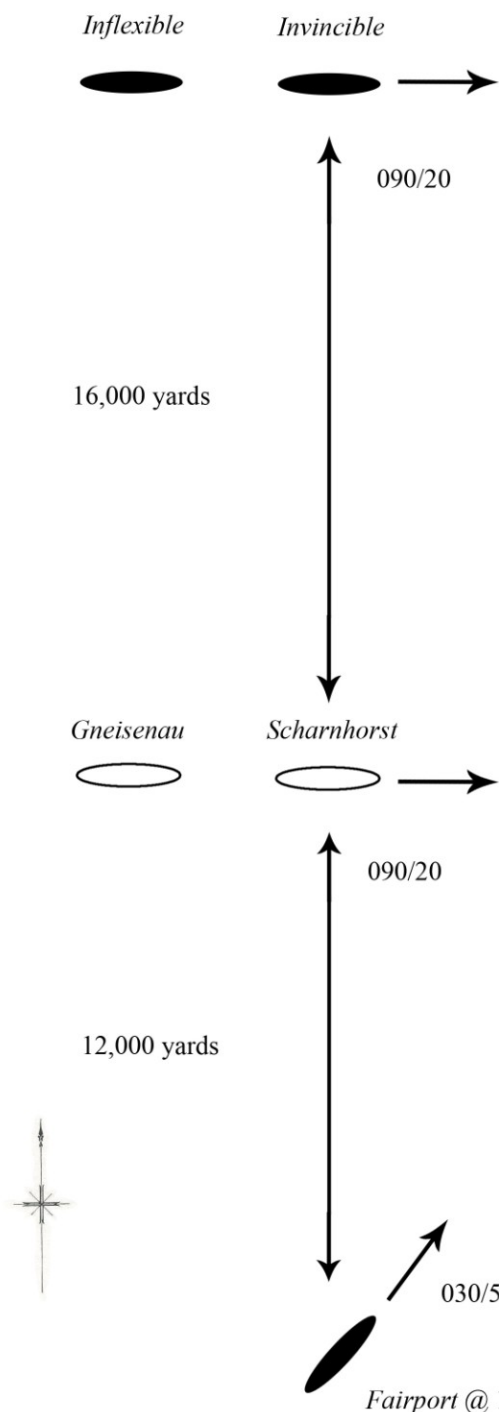 Inflexible
Invincible
090/20
16,000 yards
Gneisenau
Scharnhorst
090/20
12,000 yards
030/5
Fairport @